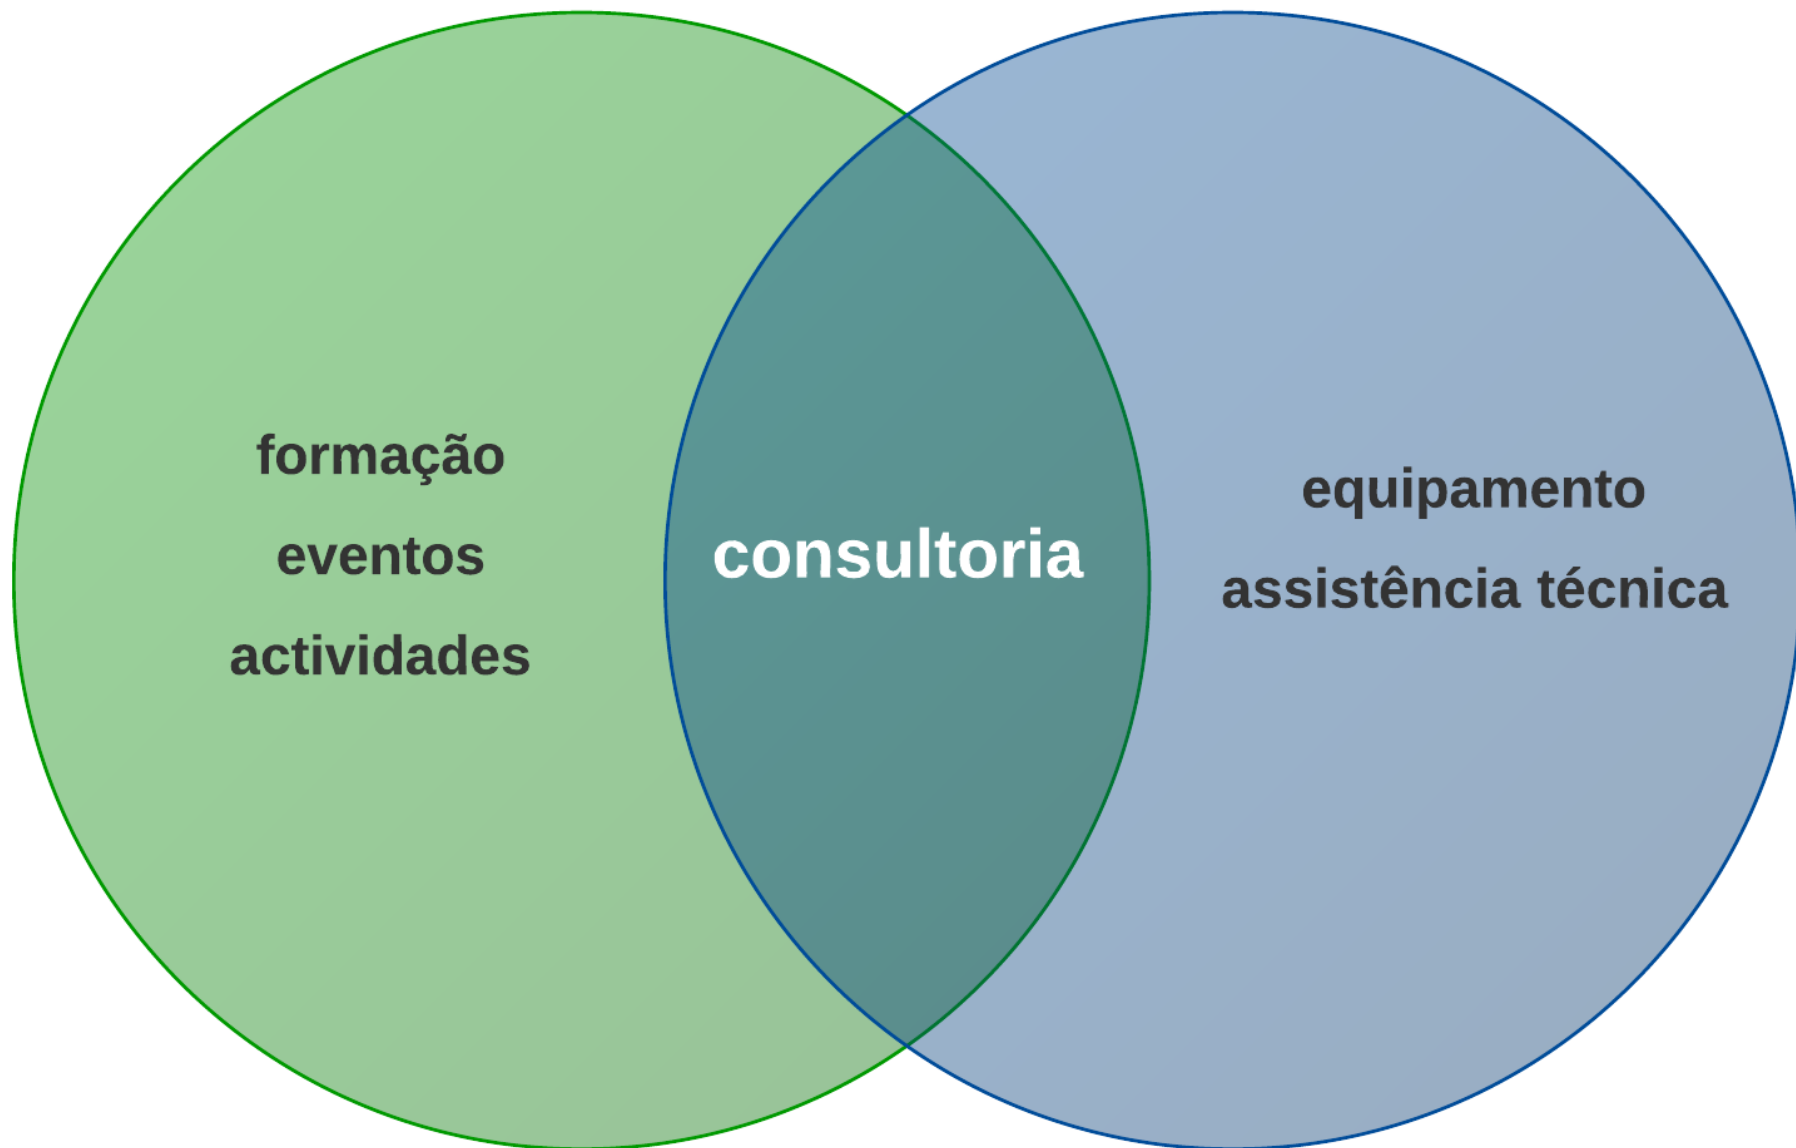 formação
eventos
actividades
consultoria
equipamento
assistência técnica